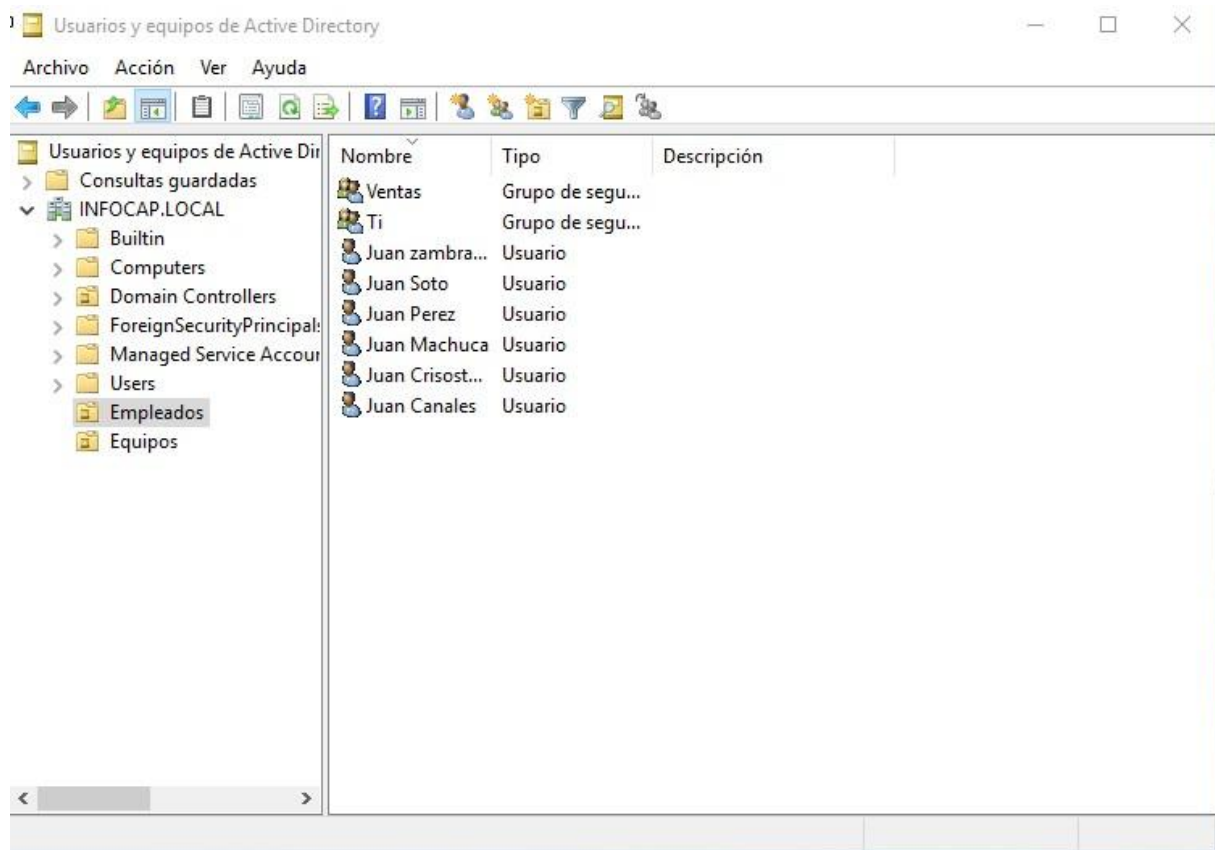 Usuarios y equipos de Active Directory
Archivo Acción Ver Ayuda
Usuarios y equipos de Active Dir
Consultas guardadas
INFOCAP.LOCAL
Builtin
Computers
Domain Controllers
ForeignSecurityPrincipal
Managed Service Accour
Users
Empleados
Equipos
Nombre Tipo Descripción
Ventas Grupo de segu...
Ti Grupo de segu...
Juan zambra... Usuario
Juan Soto Usuario
Juan Perez Usuario
Juan Machuca Usuario
Juan Crisost... Usuario
Juan Canales Usuario